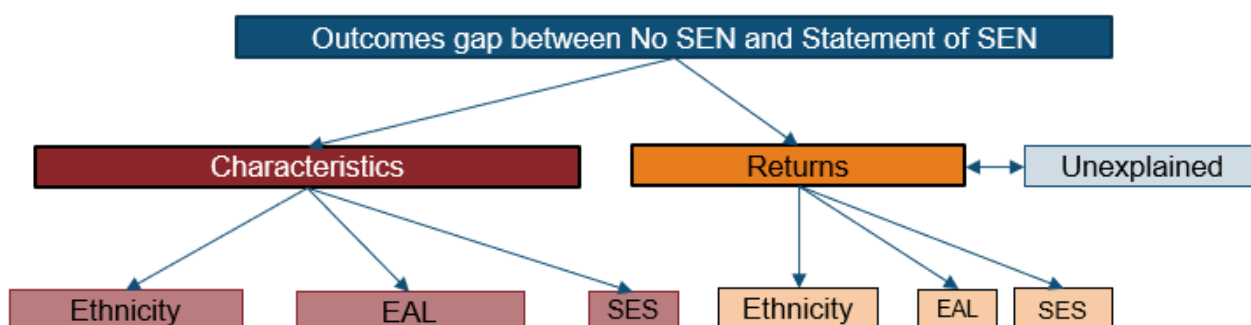 Outcomes gap between No SEN and Statement of SEN
Characteristics
Returns
Unexplained
Ethnicity
EAL
SES
Ethnicity
EAL
SES